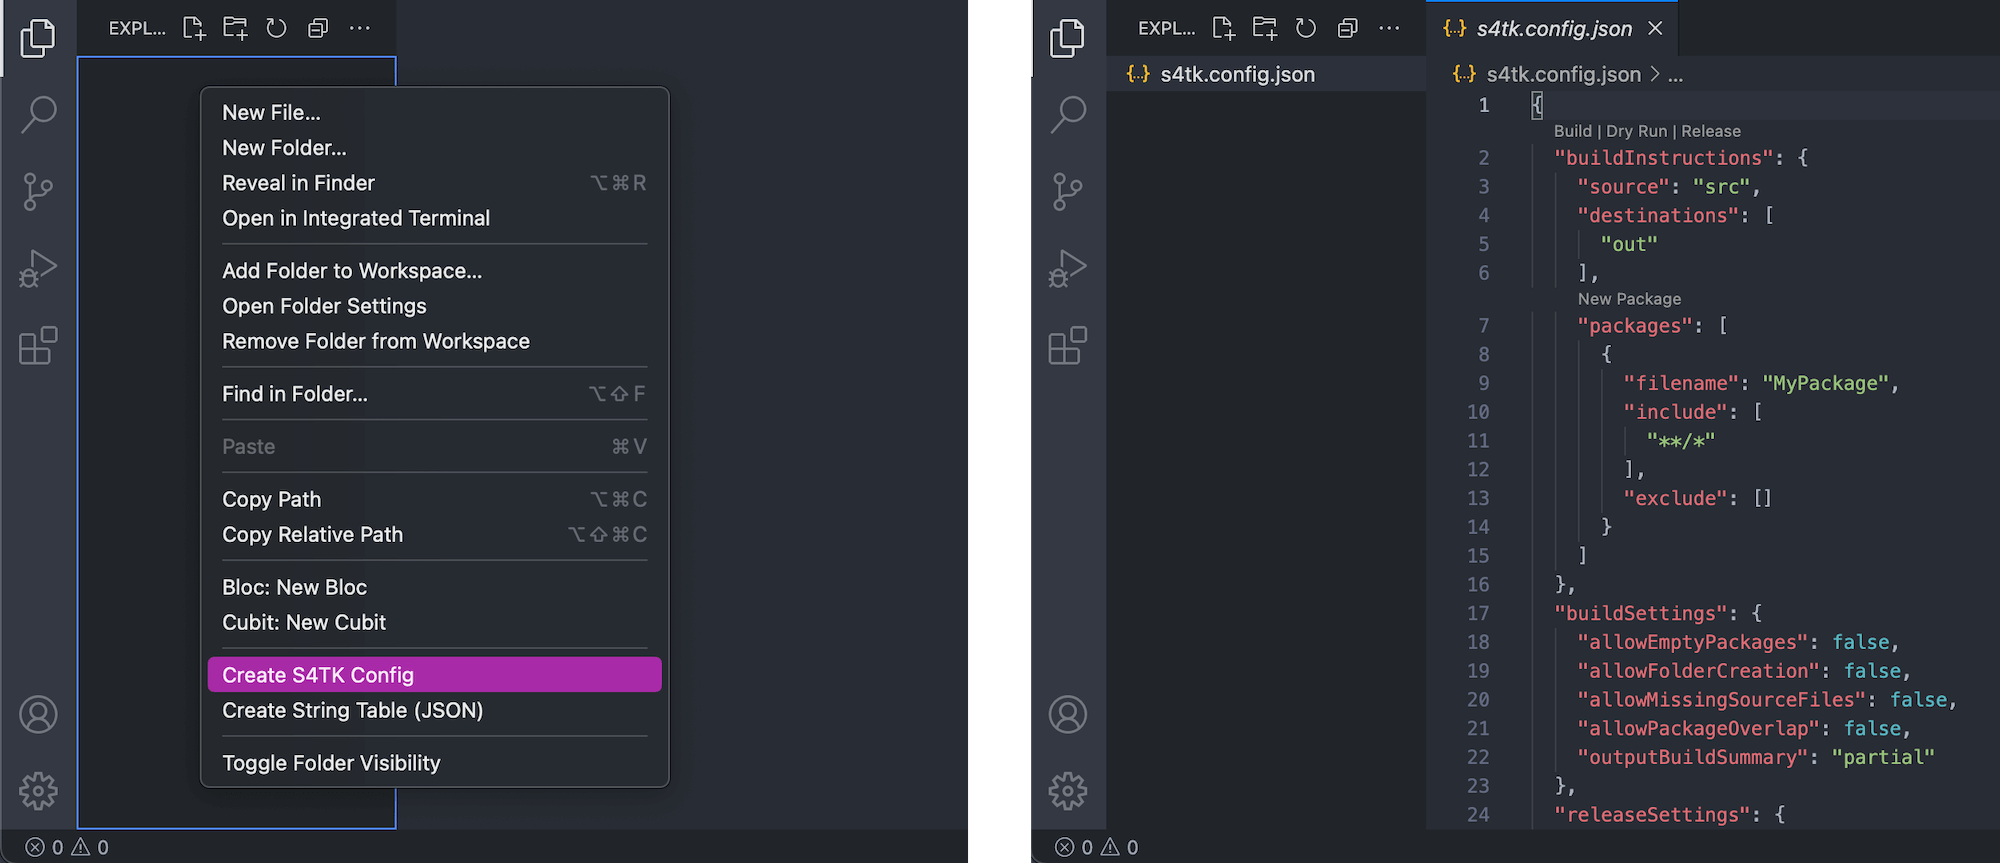 EXPL...
New File...
New Folder...
Reveal in Finder ⌥⌘R
Open in Integrated Terminal
Add Folder to Workspace...
Open Folder Settings
Remove Folder from Workspace
Find in Folder... ⌥⇧F
Paste ⌘V
Copy Path ⌥⌘C
Copy Relative Path ⌥⇧⌘C
Bloc: New Bloc
Cubit: New Cubit
Create S4TK Config
Create String Table (JSON)
Toggle Folder Visibility
0 0
EXPL...
{..} s4tk.config.json
{..} s4tk.config.json
{..} s4tk.config.json > ...
1 {
Build | Dry Run | Release
2 "buildInstructions": {
3 "source": "src",
4 "destinations": [
5 "out"
6 ],
New Package
7 "packages": [
8 {
9 "filename": "MyPackage",
10 "include": [
11 "**/*"
12 ],
13 "exclude": []
14 }
15 ]
16 },
17 "buildSettings": {
18 "allowEmptyPackages": false,
19 "allowFolderCreation": false,
20 "allowMissingSourceFiles": false,
21 "allowPackageOverlap": false,
22 "outputBuildSummary": "partial"
23 },
24 "releaseSettings": {
0 0